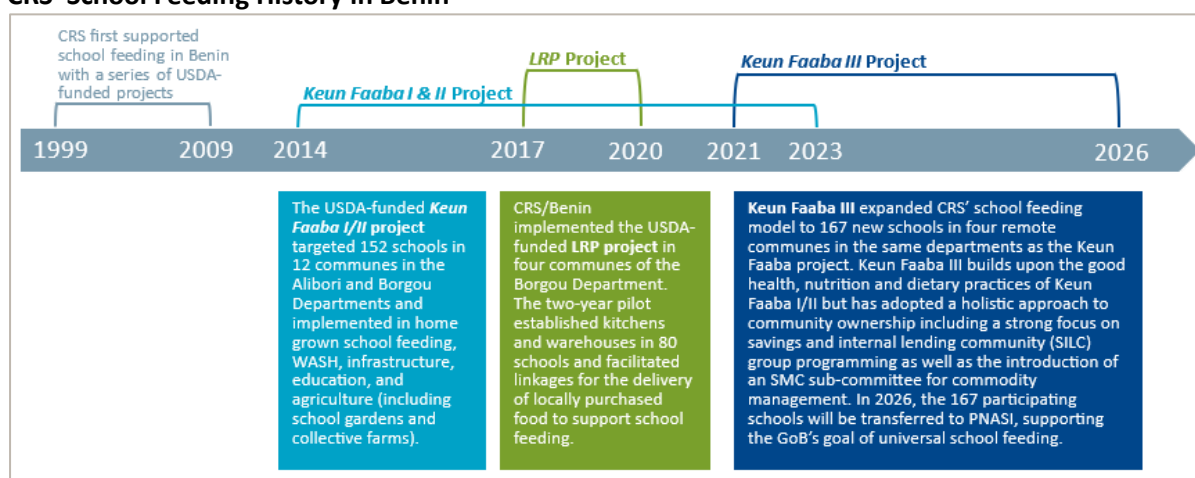 CRS' School Feeding History in Benin
CRS first supported
school feeding in Benin
with a series of USDA-
funded projects
LRP Project
Keun Faaba III Project
Keun Faaba I & II Project
1999
2009
2014
2017
2020
2021
2023
2026
The USDA-funded Keun
Faaba I/II project
targeted 152 schools in
12 communes in the
Alibori and Borgou
Departments and
implemented in home
grown school feeding,
WASH, infrastructure,
education, and
agriculture (including
school gardens and
collective farms).
CRS/Benin
implemented the USDA-
funded LRP project in
four communes of the
Borgou Department.
The two-year pilot
established kitchens
and warehouses in 80
schools and facilitated
linkages for the delivery
of locally purchased
food to support school
feeding.
Keun Faaba III expanded CRS' school feeding
model to 167 new schools in four remote
communes in the same departments as the Keun
Faaba project. Keun Faaba III builds upon the good
health, nutrition and dietary practices of Keun
Faaba I/II but has adopted a holistic approach to
community ownership including a strong focus on
savings and internal lending community (SILC)
group programming as well as the introduction of
an SMC sub-committee for commodity
management. In 2026, the 167 participating
schools will be transferred to PNASI, supporting
the GoB's goal of universal school feeding.